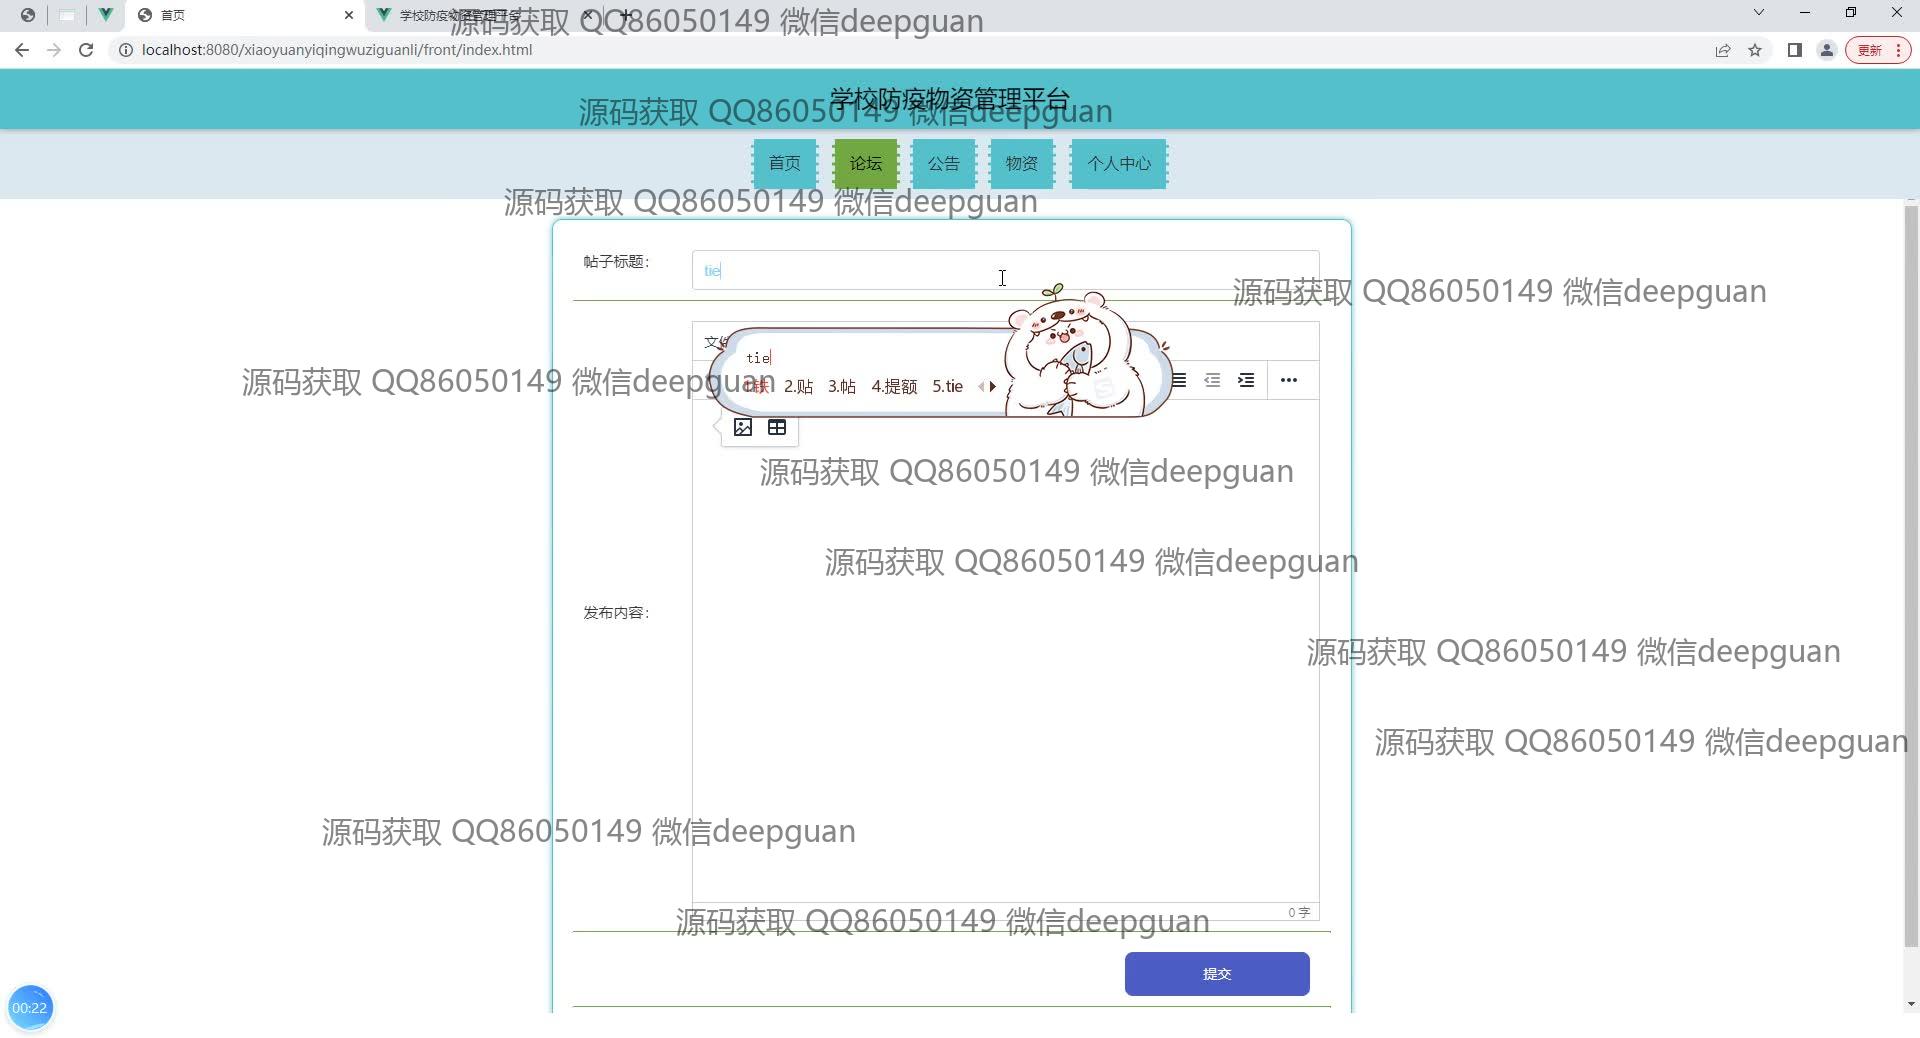 首页
学校防疫物资管理平台
源码获取 QQ86050149 微信deepguan
localhost:8080/xiaoyuanyiqingwuziguanli/front/index.html
更新
学校防疫物资管理平台
源码获取 QQ86050149 微信deepguan
首页 论坛 公告 物资 个人中心
源码获取 QQ86050149 微信deepguan
帖子标题：
tie
源码获取 QQ86050149 微信deepguan
tie
源码获取 QQ86050149 微信deepguan
1.铁 2.贴 3.帖 4.提额 5.tie
源码获取 QQ86050149 微信deepguan
源码获取 QQ86050149 微信deepguan
发布内容：
源码获取 QQ86050149 微信deepguan
源码获取 QQ86050149 微信deepguan
源码获取 QQ86050149 微信deepguan
0 字
源码获取 QQ86050149 微信deepguan
提交
00:22